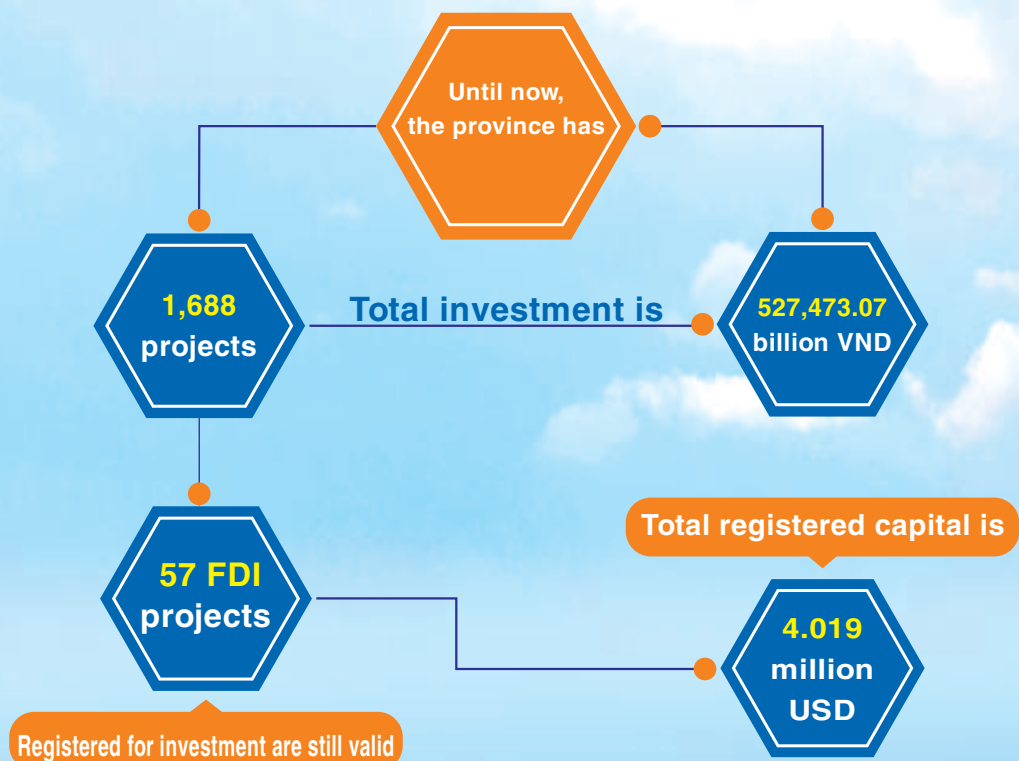 Until now,
the province has
1,688
projects
Total investment is
527,473.07
billion VND
57 FDI
projects
Registered for investment are still valid
Total registered capital is
4.019
million
USD